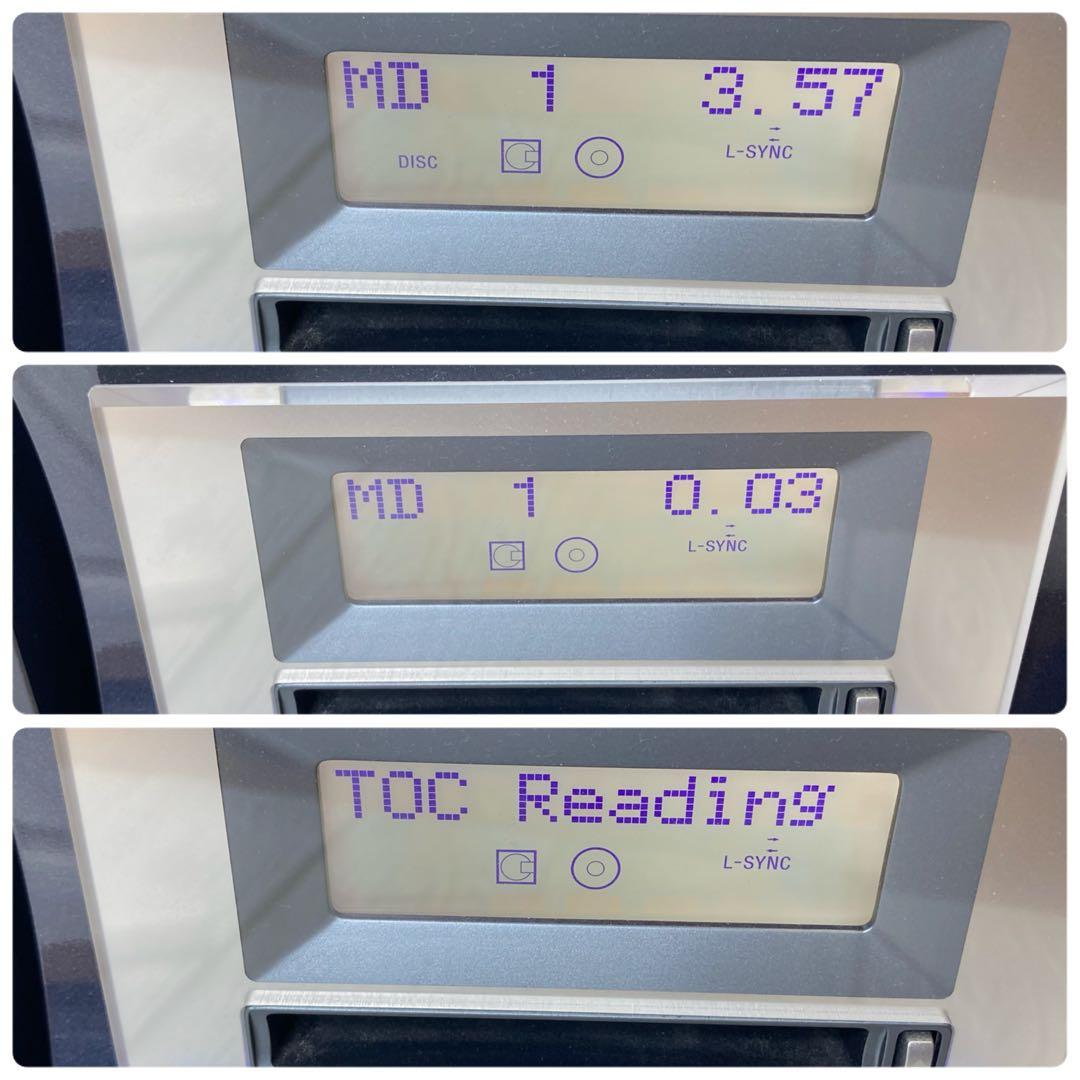 MD 1 3.57
DISC L-SYNC
MD 1 0.03
L-SYNC
TOC Reading
L-SYNC